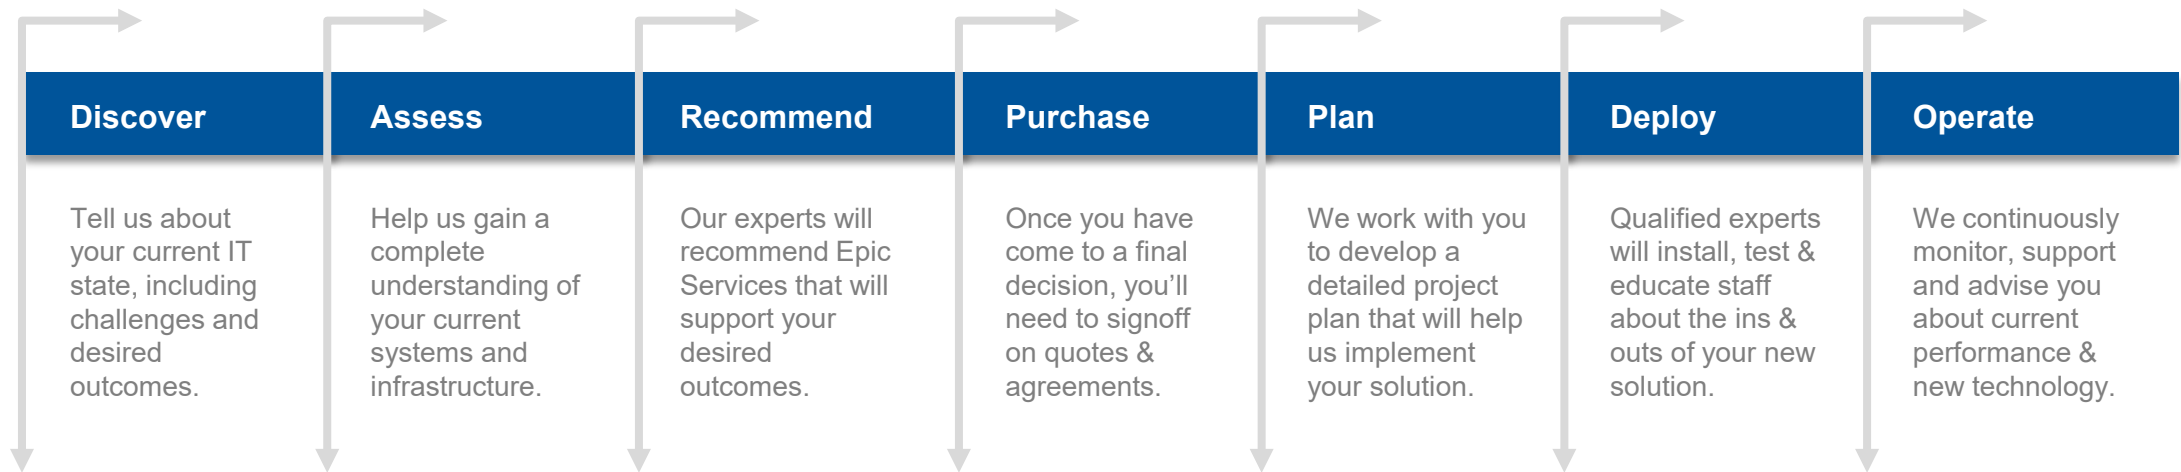 Discover
Assess
Recommend
Purchase
Plan
Deploy
Operate
Tell us about
your current IT
state, including
challenges and
desired
outcomes.
Help us gain a
complete
understanding of
your current
systems and
infrastructure.
Our experts will
recommend Epic
Services that will
support your
desired
outcomes.
Once you have
come to a final
decision, you’ll
need to signoff
on quotes &
agreements.
We work with you
to develop a
detailed project
plan that will help
us implement
your solution.
Qualified experts
will install, test &
educate staff
about the ins &
outs of your new
solution.
We continuously
monitor, support
and advise you
about current
performance &
new technology.